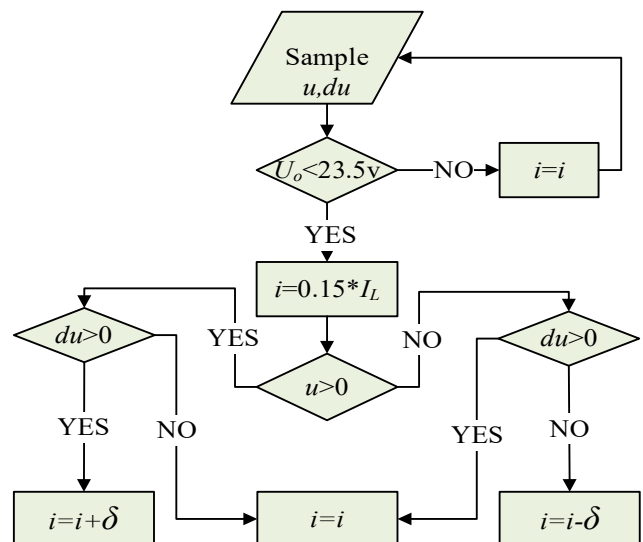 Sample
u,du
Uₒ<23.5v
NO
i=i
YES
i=0.15*I_L
du>0
YES
NO
du>0
u>0
YES
NO
YES
NO
i=i+δ
i=i
i=i-δ